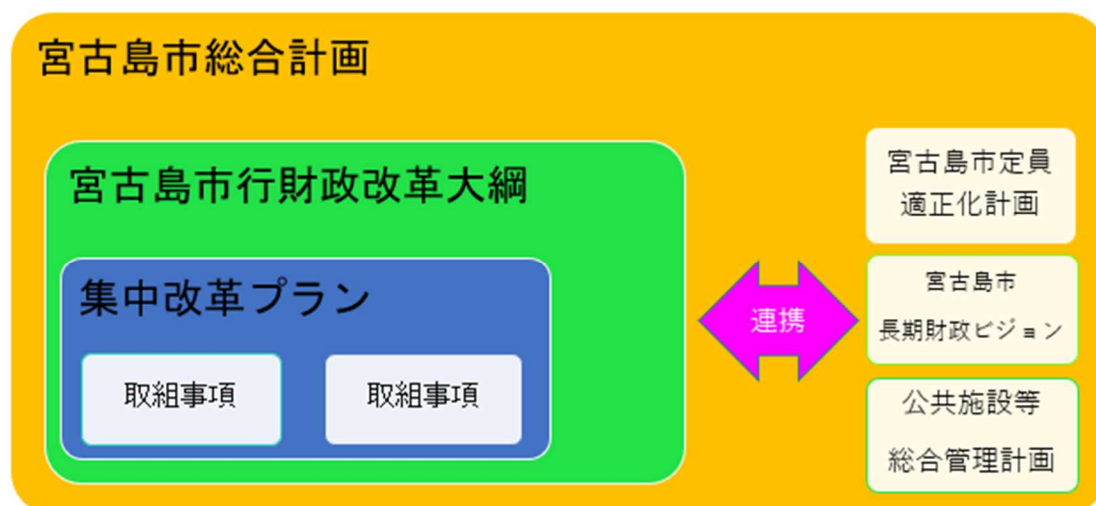 宮古島市総合計画
宮古島市行財政改革大綱
集中改革プラン
取組事項
取組事項
連携
宮古島市定員
適正化計画
宮古島市
長期財政ビジョン
公共施設等
総合管理計画